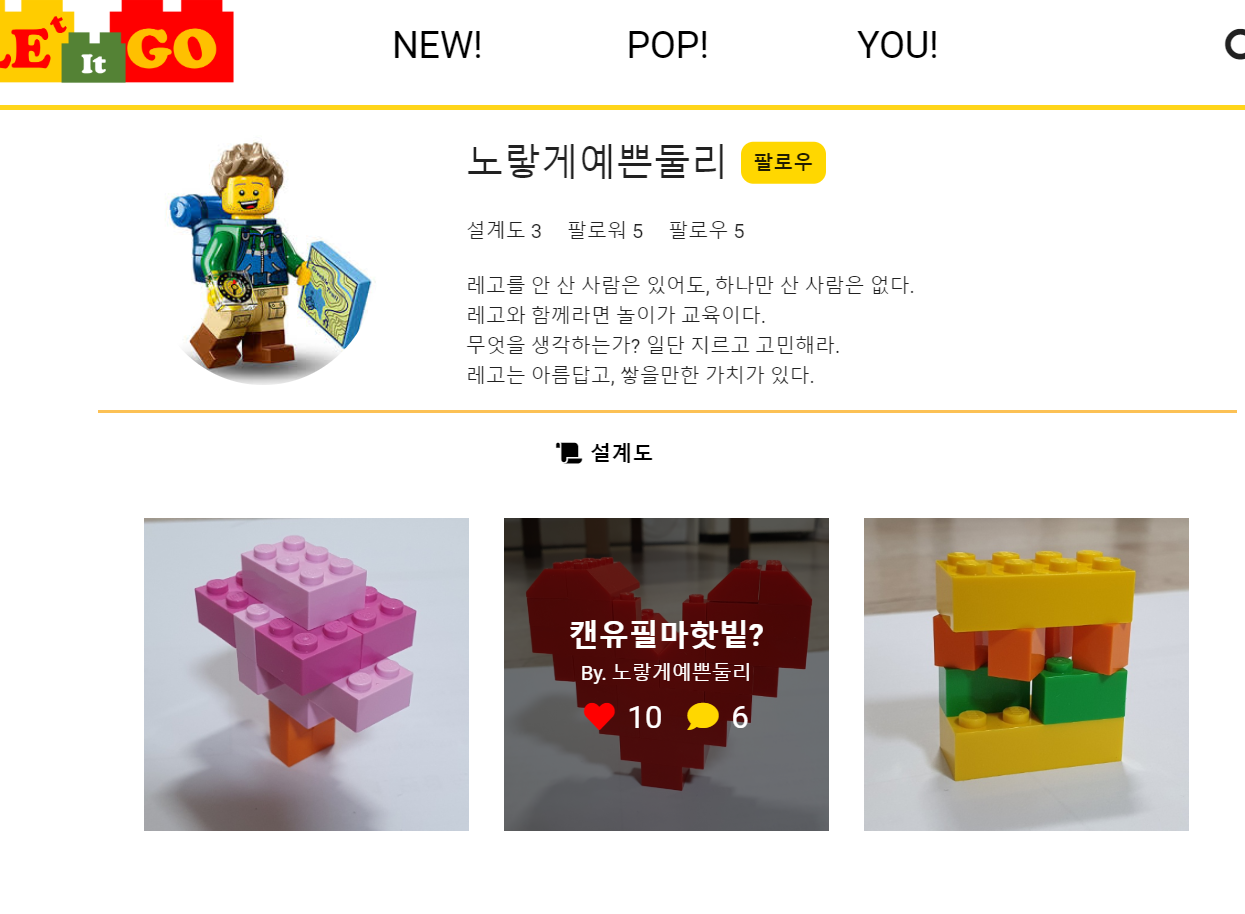 LEt It GO
NEW! POP! YOU!
노랗게예쁜둘리 팔로우
설계도 3 팔로워 5 팔로우 5
레고를 안 산 사람은 있어도, 하나만 산 사람은 없다.
레고와 함께라면 놀이가 교육이다.
무엇을 생각하는가? 일단 지르고 고민해라.
레고는 아름답고, 쌓을만한 가치가 있다.
설계도
캔유필마핫빝?
By. 노랗게예쁜둘리
10 6